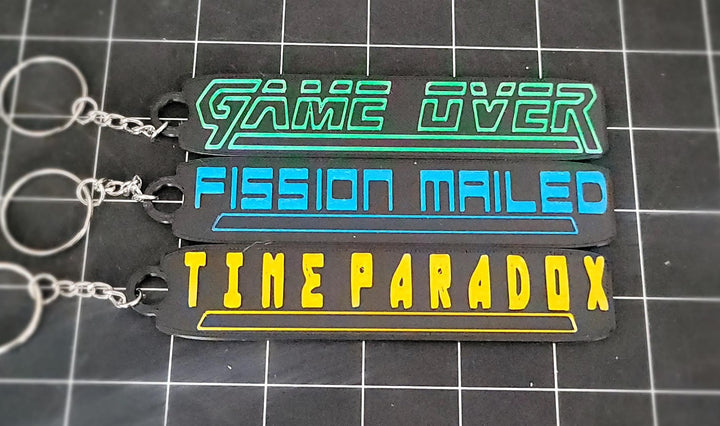 GAME OVER
FISSION MAILED
TIME PARADOX